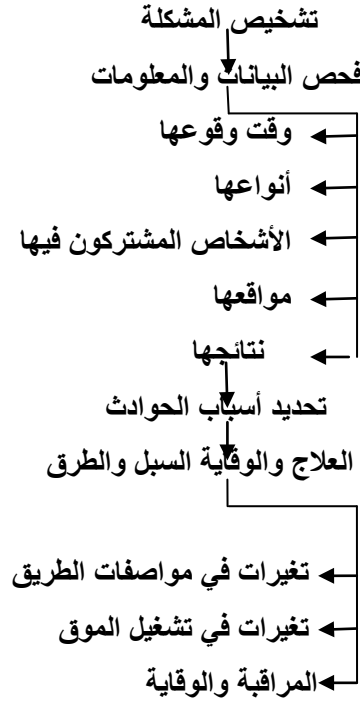 تشخيص المشكلة
فحص البيانات والمعلومات
وقت وقوعها
أنواعها
الأشخاص المشتركون فيها
مواقعها
نتائجها
تحديد أسباب الحوادث
العلاج والوقاية السبل والطرق
تغيرات في مواصفات الطريق
تغيرات في تشغيل الموق
المراقبة والوقاية